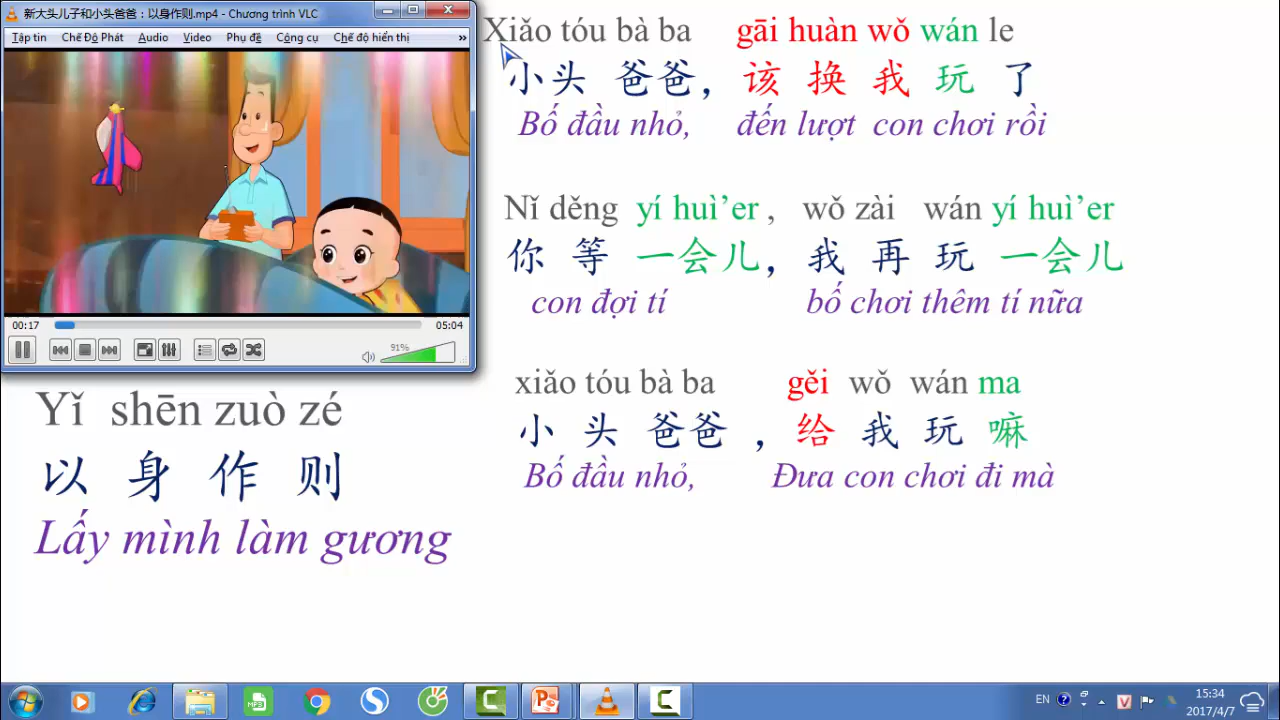 新大头儿子和小头爸爸：以身作则.mp4 - Chương trình VLC
Tập tin Chế Độ Phát Audio Video Phụ đề Công cụ Chế độ hiển thị »
00:17 05:04
91%
Yǐ shēn zuò zé
以 身 作 则
Lấy mình làm gương
Xiǎo tóu bà ba gāi huàn wǒ wán le
小头 爸爸， 该 换 我 玩 了
Bố đầu nhỏ, đến lượt con chơi rồi
Nǐ děng yí huì’er , wǒ zài wán yí huì’er
你 等 一会儿， 我 再 玩 一会儿
con đợi tí bố chơi thêm tí nữa
xiǎo tóu bà ba gěi wǒ wán ma
小 头 爸爸 ，给 我 玩 嘛
Bố đầu nhỏ, Đưa con chơi đi mà
MP3
EN
15:34
2017/4/7